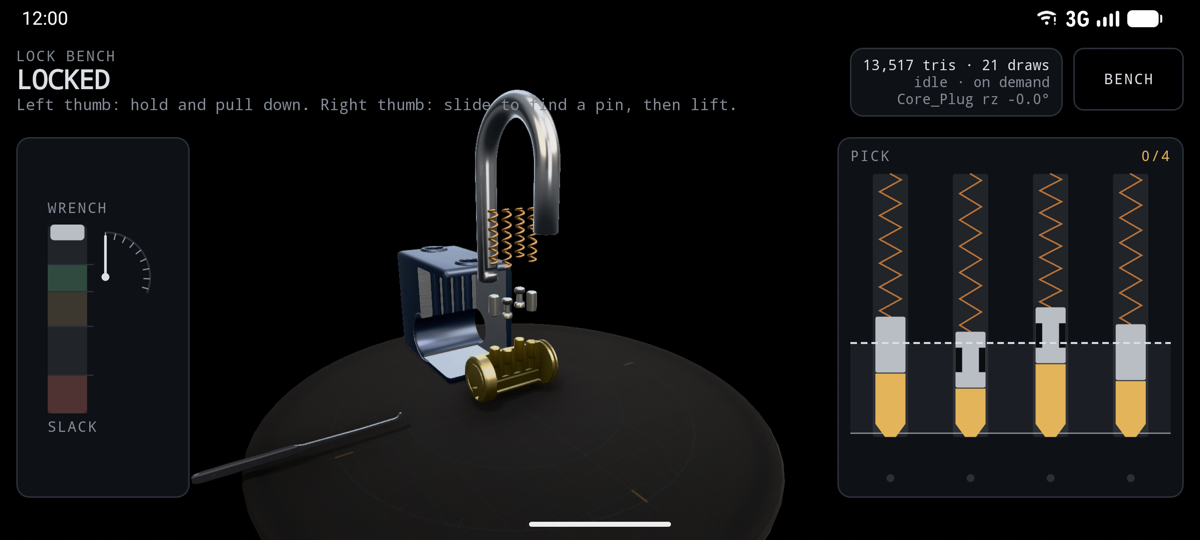 12:00
3G
LOCK BENCH
LOCKED
Left thumb: hold and pull down. Right thumb: slide to find a pin, then lift.
13,517 tris · 21 draws
idle · on demand
Core_Plug rz -0.0°
BENCH
WRENCH
SLACK
PICK
0/4